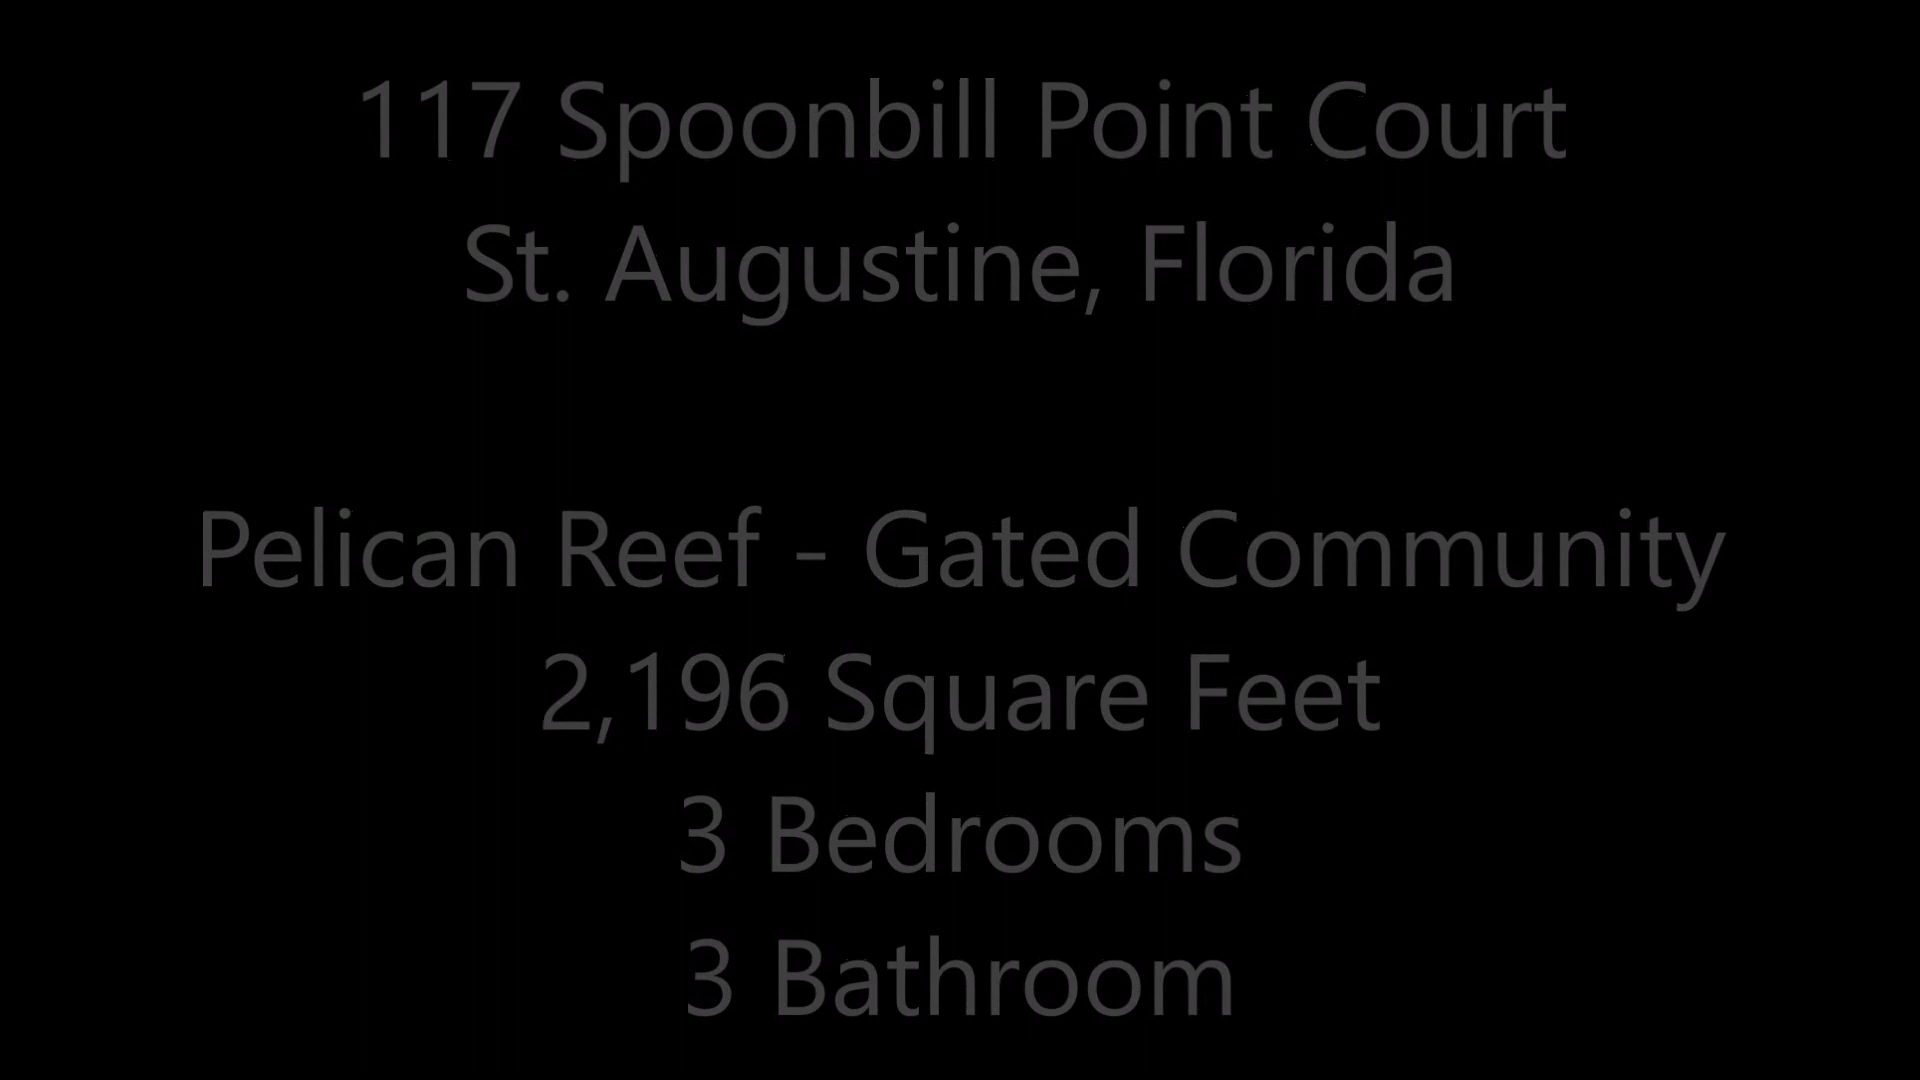 117 Spoonbill Point Court
St. Augustine, Florida
Pelican Reef - Gated Community
2,196 Square Feet
3 Bedrooms
3 Bathroom